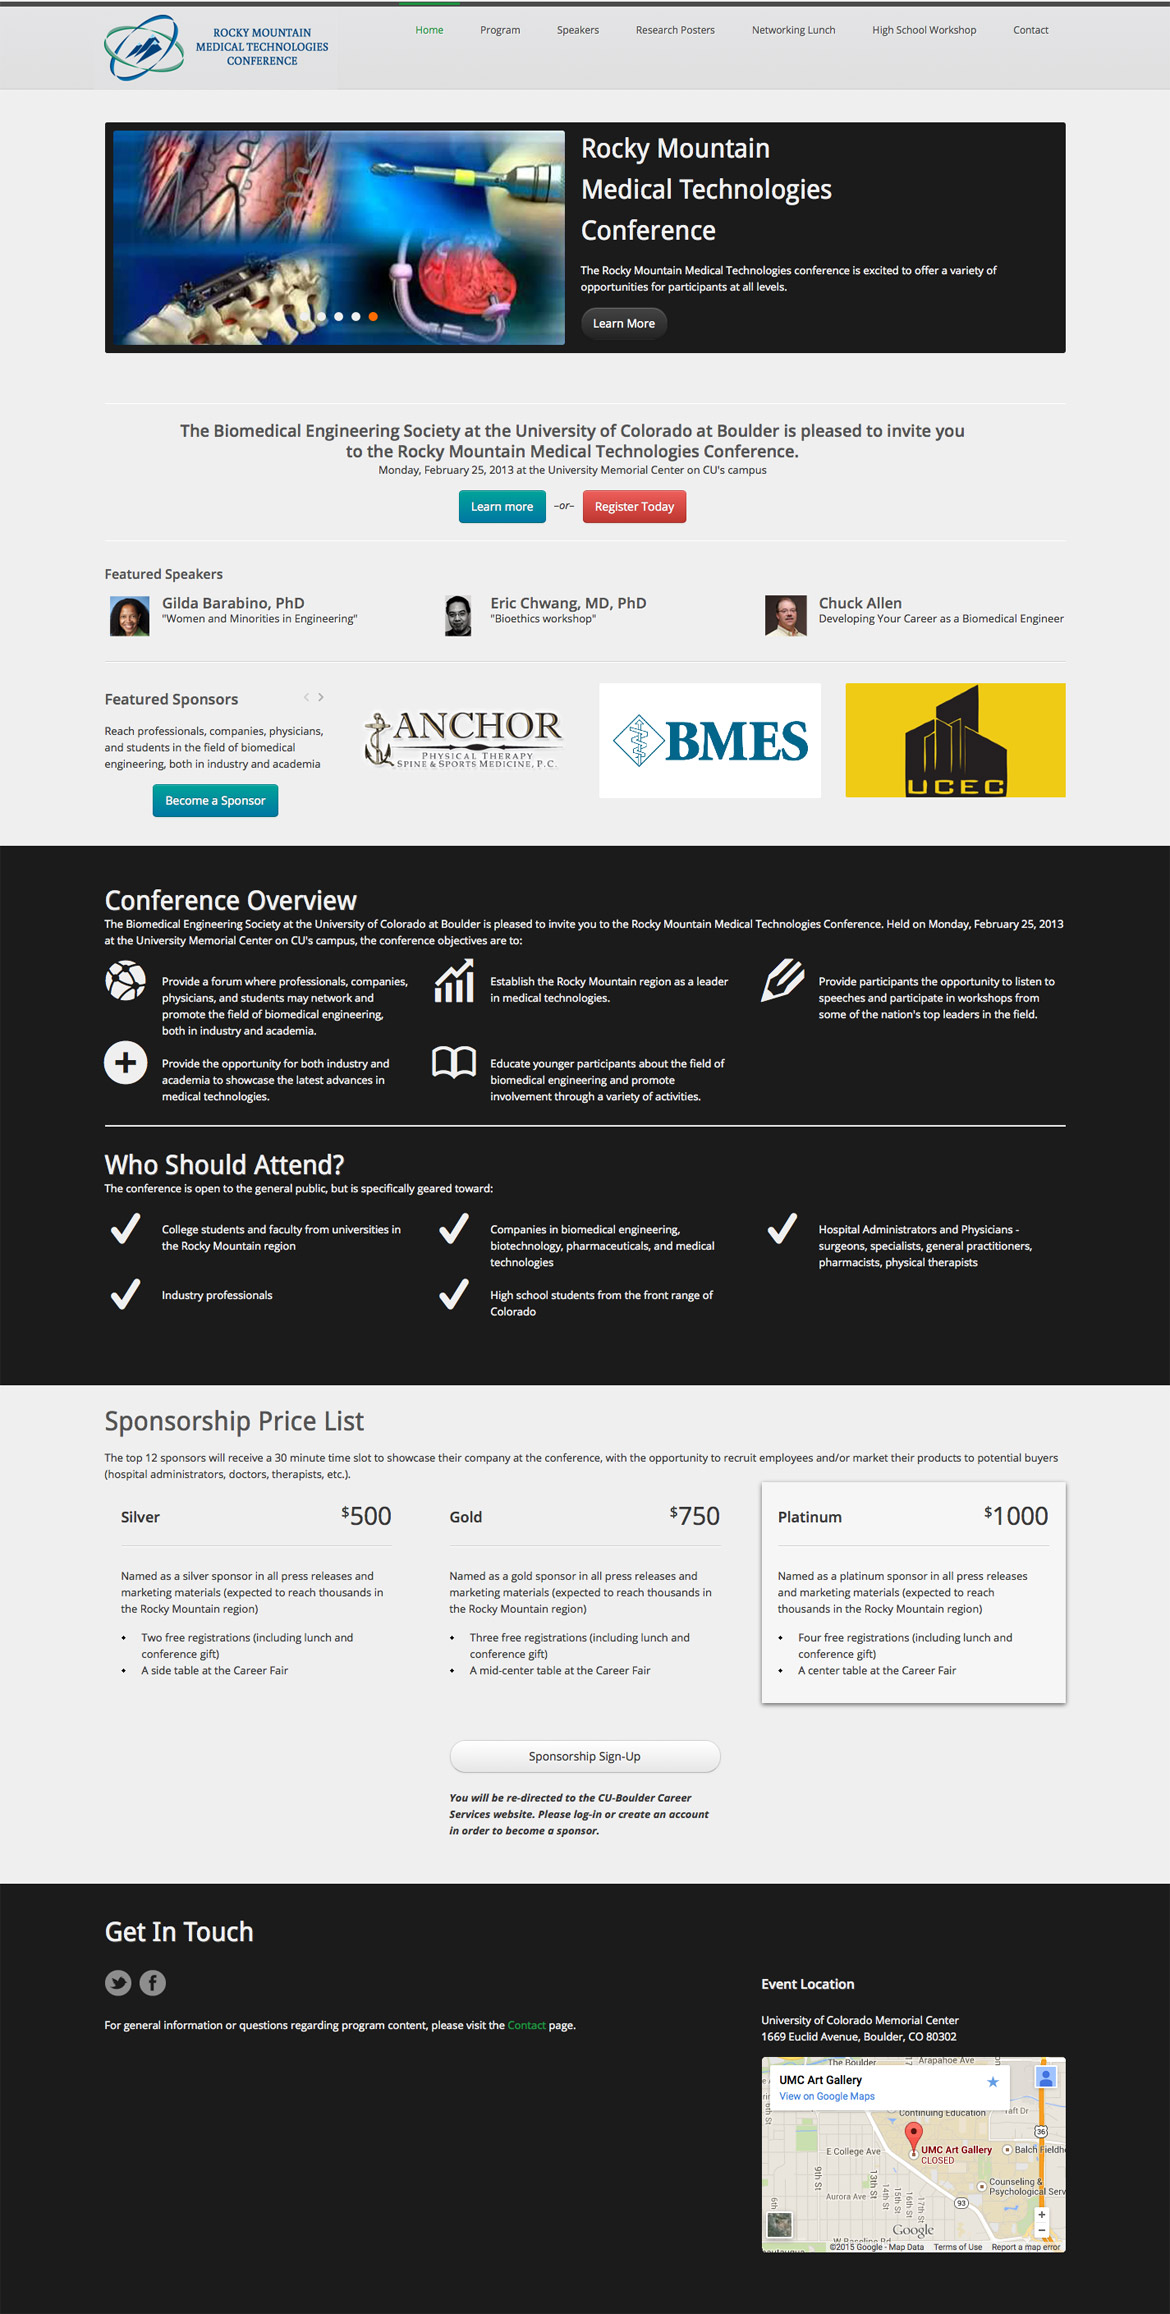 ROCKY MOUNTAIN
MEDICAL TECHNOLOGIES
CONFERENCE
Home Program Speakers Research Posters Networking Lunch High School Workshop Contact
Rocky Mountain
Medical Technologies
Conference
The Rocky Mountain Medical Technologies conference is excited to offer a variety of
opportunities for participants at all levels.
Learn More
The Biomedical Engineering Society at the University of Colorado at Boulder is pleased to invite you
to the Rocky Mountain Medical Technologies Conference.
Monday, February 25, 2013 at the University Memorial Center on CU's campus
Learn more –or– Register Today
Featured Speakers
Gilda Barabino, PhD
"Women and Minorities in Engineering"
Eric Chwang, MD, PhD
"Bioethics workshop"
Chuck Allen
Developing Your Career as a Biomedical Engineer
Featured Sponsors
Reach professionals, companies, physicians,
and students in the field of biomedical
engineering, both in industry and academia
Become a Sponsor
ANCHOR
PHYSICAL THERAPY
SPINE & SPORTS MEDICINE, P.C.
BMES
UCEC
Conference Overview
The Biomedical Engineering Society at the University of Colorado at Boulder is pleased to invite you to the Rocky Mountain Medical Technologies Conference. Held on Monday, February 25, 2013
at the University Memorial Center on CU's campus, the conference objectives are to:
Provide a forum where professionals, companies,
physicians, and students may network and
promote the field of biomedical engineering,
both in industry and academia.
Establish the Rocky Mountain region as a leader
in medical technologies.
Provide participants the opportunity to listen to
speeches and participate in workshops from
some of the nation's top leaders in the field.
Provide the opportunity for both industry and
academia to showcase the latest advances in
medical technologies.
Educate younger participants about the field of
biomedical engineering and promote
involvement through a variety of activities.
Who Should Attend?
The conference is open to the general public, but is specifically geared toward:
College students and faculty from universities in
the Rocky Mountain region
Companies in biomedical engineering,
biotechnology, pharmaceuticals, and medical
technologies
Hospital Administrators and Physicians -
surgeons, specialists, general practitioners,
pharmacists, physical therapists
Industry professionals
High school students from the front range of
Colorado
Sponsorship Price List
The top 12 sponsors will receive a 30 minute time slot to showcase their company at the conference, with the opportunity to recruit employees and/or market their products to potential buyers
(hospital administrators, doctors, therapists, etc.).
Silver $500
Named as a silver sponsor in all press releases and
marketing materials (expected to reach thousands in
the Rocky Mountain region)
• Two free registrations (including lunch and
conference gift)
• A side table at the Career Fair
Gold $750
Named as a gold sponsor in all press releases and
marketing materials (expected to reach thousands in
the Rocky Mountain region)
• Three free registrations (including lunch and
conference gift)
• A mid-center table at the Career Fair
Platinum $1000
Named as a platinum sponsor in all press releases
and marketing materials (expected to reach
thousands in the Rocky Mountain region)
• Four free registrations (including lunch and
conference gift)
• A center table at the Career Fair
Sponsorship Sign-Up
You will be re-directed to the CU-Boulder Career
Services website. Please log-in or create an account
in order to become a sponsor.
Get In Touch
For general information or questions regarding program content, please visit the Contact page.
Event Location
University of Colorado Memorial Center
1669 Euclid Avenue, Boulder, CO 80302
The Boulder
Arapahoe Ave
UMC Art Gallery
View on Google Maps
Continuing Education
Taft Dr
36
E College Ave
UMC Art Gallery
CLOSED
Balch Fieldh
9th St
13th St
14th St
15th St
16th St
17th St
6th
Counseling &
Psychological Serv
Aurora Ave
93
Google
+
−
©2015 Google - Map Data Terms of Use Report a map error